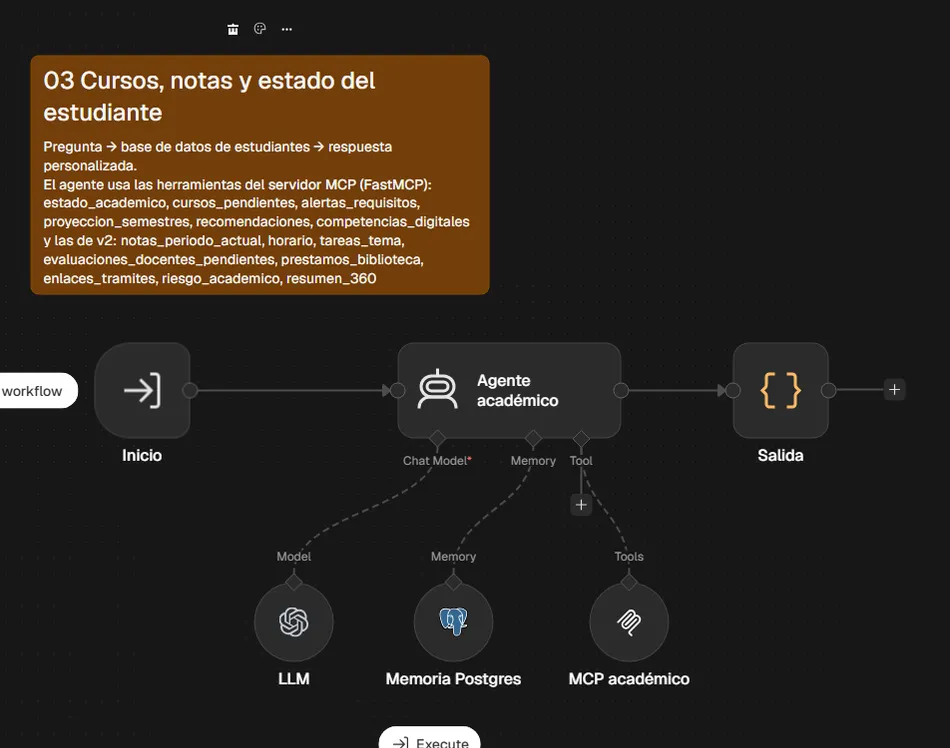 03 Cursos, notas y estado del
estudiante
Pregunta → base de datos de estudiantes → respuesta
personalizada.
El agente usa las herramientas del servidor MCP (FastMCP):
estado_academico, cursos_pendientes, alertas_requisitos,
proyeccion_semestres, recomendaciones, competencias_digitales
y las de v2: notas_periodo_actual, horario, tareas_tema,
evaluaciones_docentes_pendientes, prestamos_biblioteca,
enlaces_tramites, riesgo_academico, resumen_360
workflow
Inicio
Agente
académico
Salida
Chat Model*
Memory
Tool
Model
Memory
Tools
LLM
Memoria Postgres
MCP académico
Execute